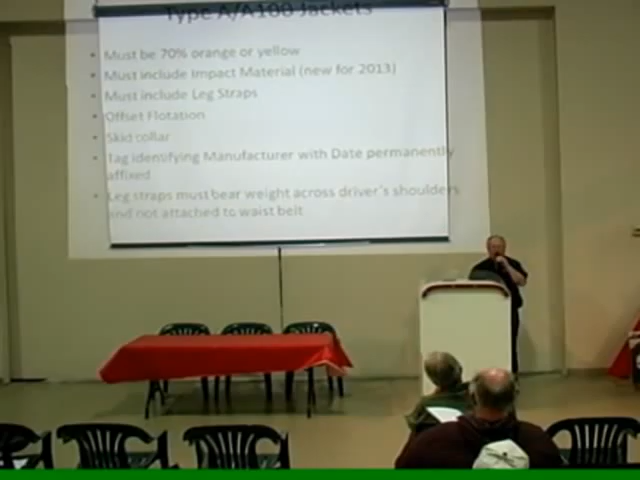 Type A/A100 Jackets
• Must be 70% orange or yellow
• Must include Impact Material (new for 2013)
• Must include Leg Straps
• Offset Flotation
• Skid collar
• Tag identifying Manufacturer with Date permanently
affixed
• Leg straps must bear weight across driver's shoulders
and not attached to waist belt